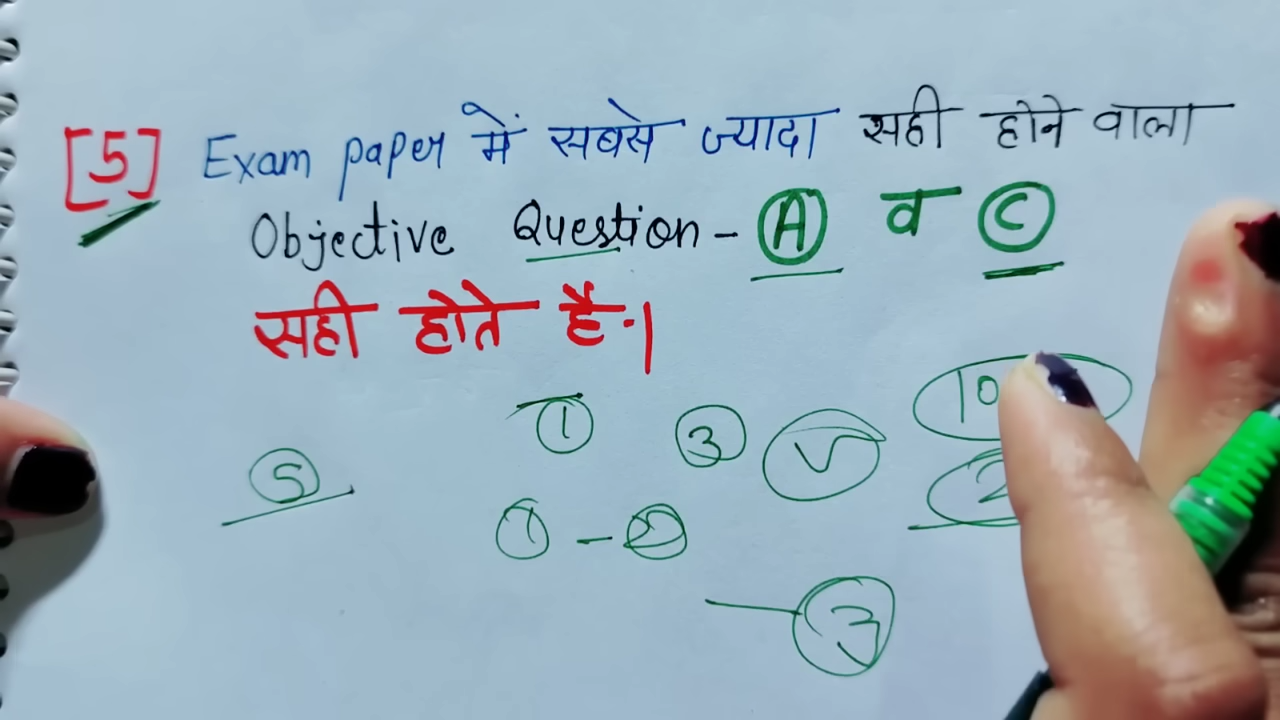 [5] Exam paper में सबसे ज्यादा सही होने वाला
Objective Question - A व C
सही होते है।
1 3
5
1 - 2
3